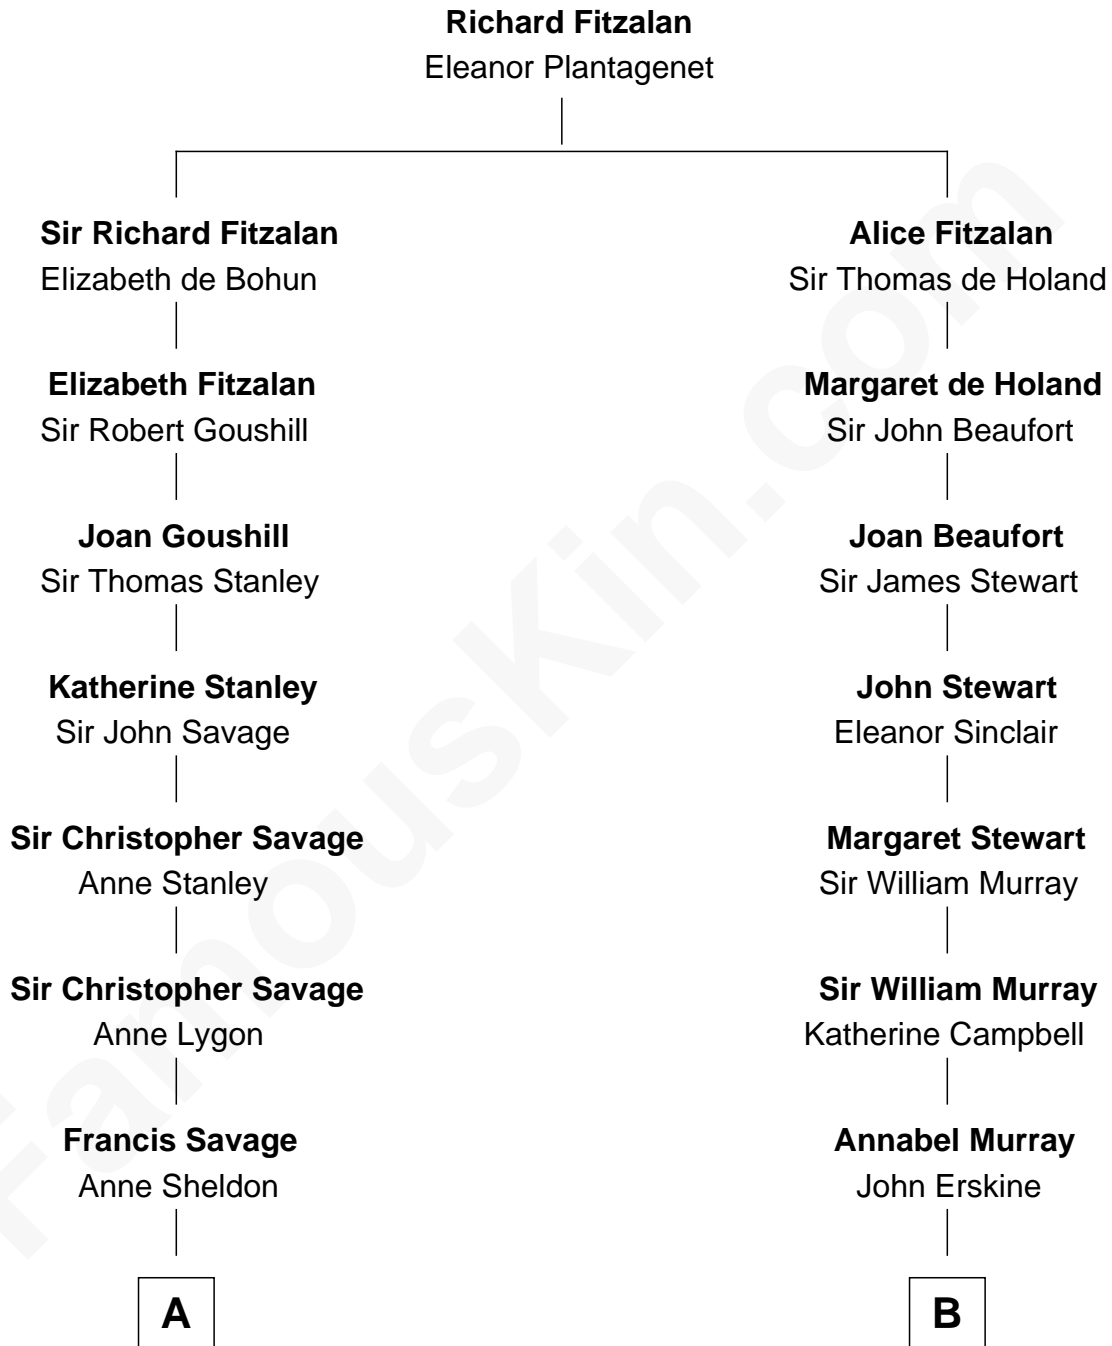 Richard Fitzalan
Eleanor Plantagenet
Sir Richard Fitzalan
Elizabeth de Bohun
Elizabeth Fitzalan
Sir Robert Goushill
Joan Goushill
Sir Thomas Stanley
Katherine Stanley
Sir John Savage
Sir Christopher Savage
Anne Stanley
Sir Christopher Savage
Anne Lygon
Francis Savage
Anne Sheldon
A
Alice Fitzalan
Sir Thomas de Holand
Margaret de Holand
Sir John Beaufort
Joan Beaufort
Sir James Stewart
John Stewart
Eleanor Sinclair
Margaret Stewart
Sir William Murray
Sir William Murray
Katherine Campbell
Annabel Murray
John Erskine
B
FamousKin.com